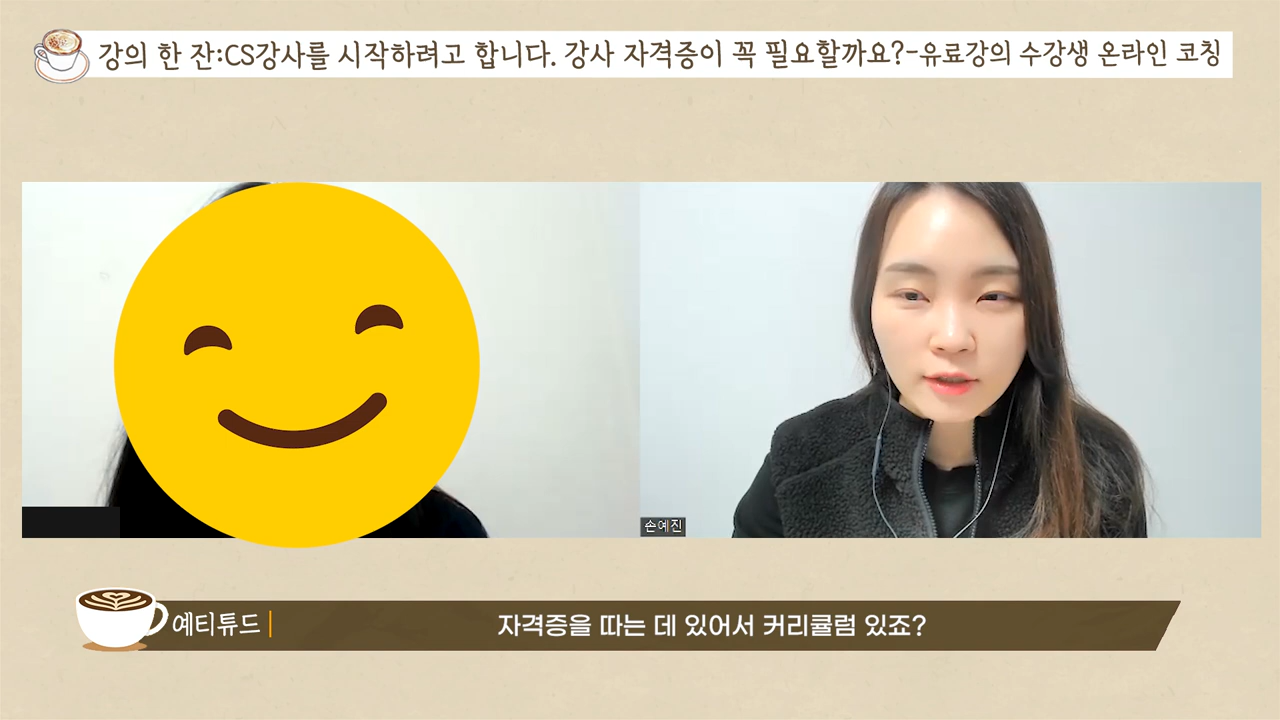 강의 한 잔:CS강사를 시작하려고 합니다. 강사 자격증이 꼭 필요할까요?-유료강의 수강생 온라인 코칭
손예진
예티튜드
자격증을 따는 데 있어서 커리큘럼 있죠?